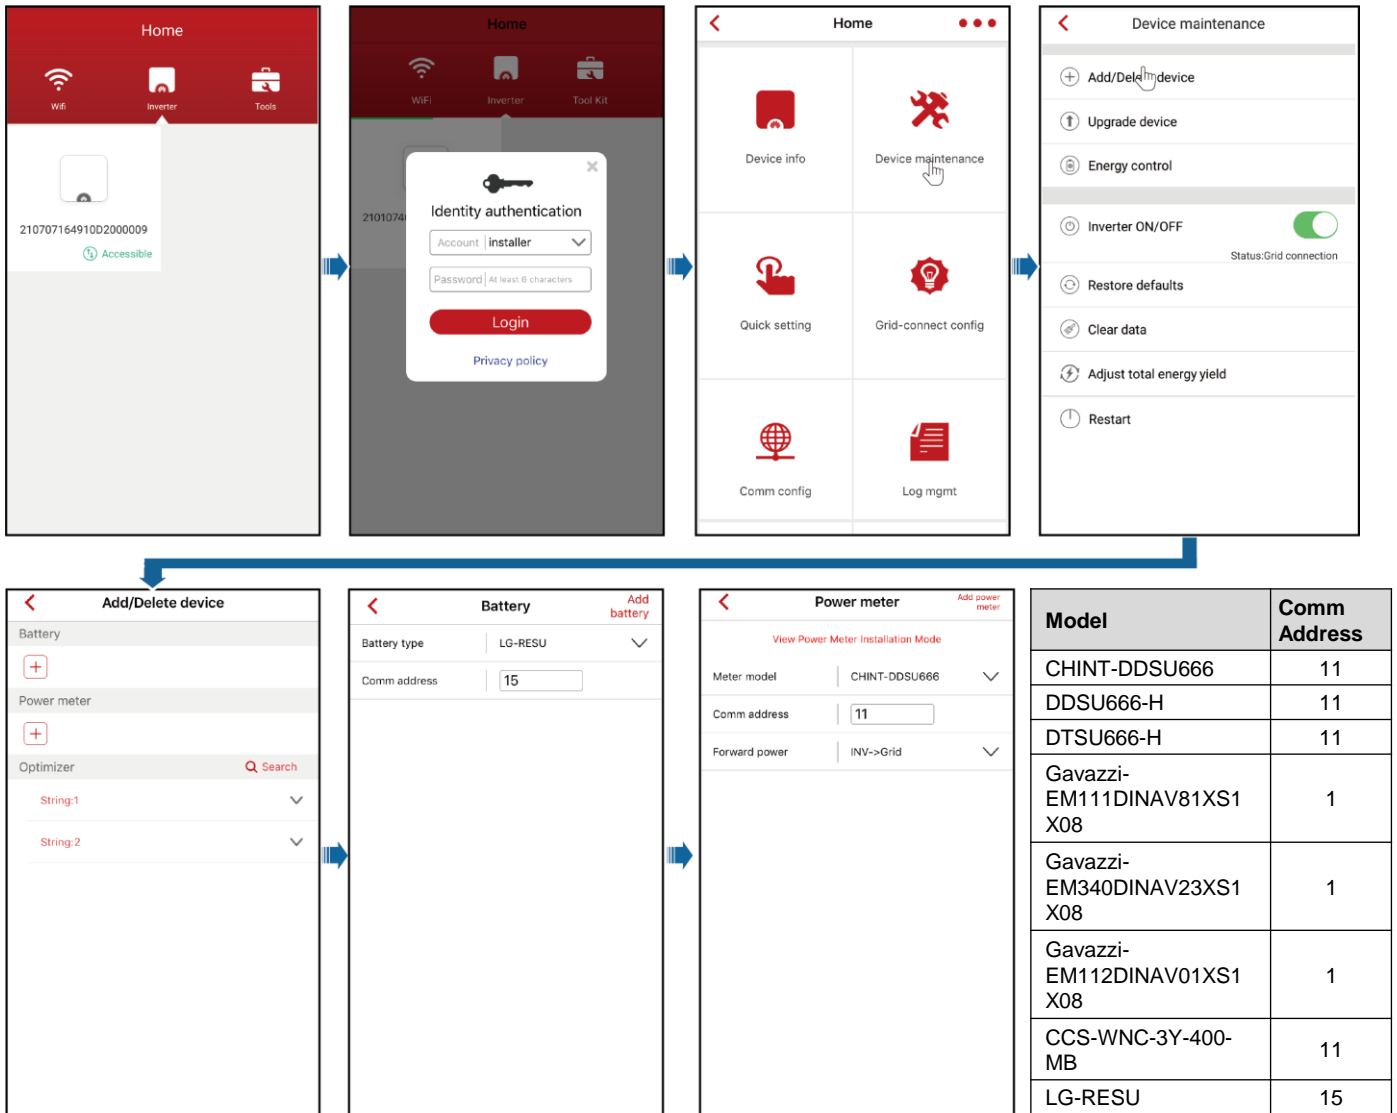 Home
Wifi
Inverter
Tools
210707164910D2000009
Accessible
Home
WiFi
Inverter
Tool Kit
2101074
Identity authentication
Account installer
Password At least 6 characters
Login
Privacy policy
Home
Device info
Device maintenance
Quick setting
Grid-connect config
Comm config
Log mgmt
Device maintenance
Add/Delete device
Upgrade device
Energy control
Inverter ON/OFF
Status:Grid connection
Restore defaults
Clear data
Adjust total energy yield
Restart
Add/Delete device
Battery
Power meter
Optimizer Search
String:1
String:2
Battery
Add
battery
Battery type LG-RESU
Comm address 15
Power meter
Add power
meter
View Power Meter Installation Mode
Meter model CHINT-DDSU666
Comm address 11
Forward power INV->Grid
Model
Comm
Address
CHINT-DDSU666 11
DDSU666-H 11
DTSU666-H 11
Gavazzi-
EM111DINAV81XS1 1
X08
Gavazzi-
EM340DINAV23XS1 1
X08
Gavazzi-
EM112DINAV01XS1 1
X08
CCS-WNC-3Y-400-
MB 11
LG-RESU 15